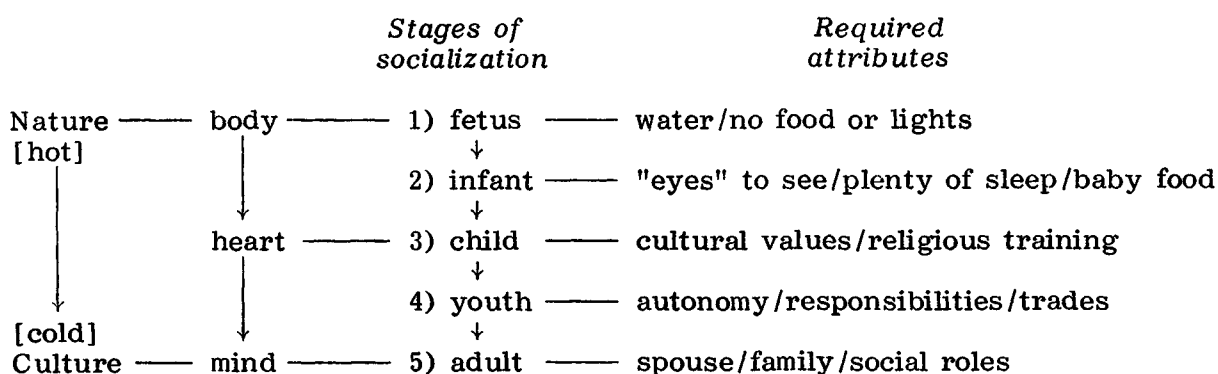 Stages of socialization Required attributes
Nature body 1) fetus water/no food or lights
[hot]
2) infant "eyes" to see/plenty of sleep/baby food
heart 3) child cultural values/religious training
4) youth autonomy/responsibilities/trades
[cold]
Culture mind 5) adult spouse/family/social roles